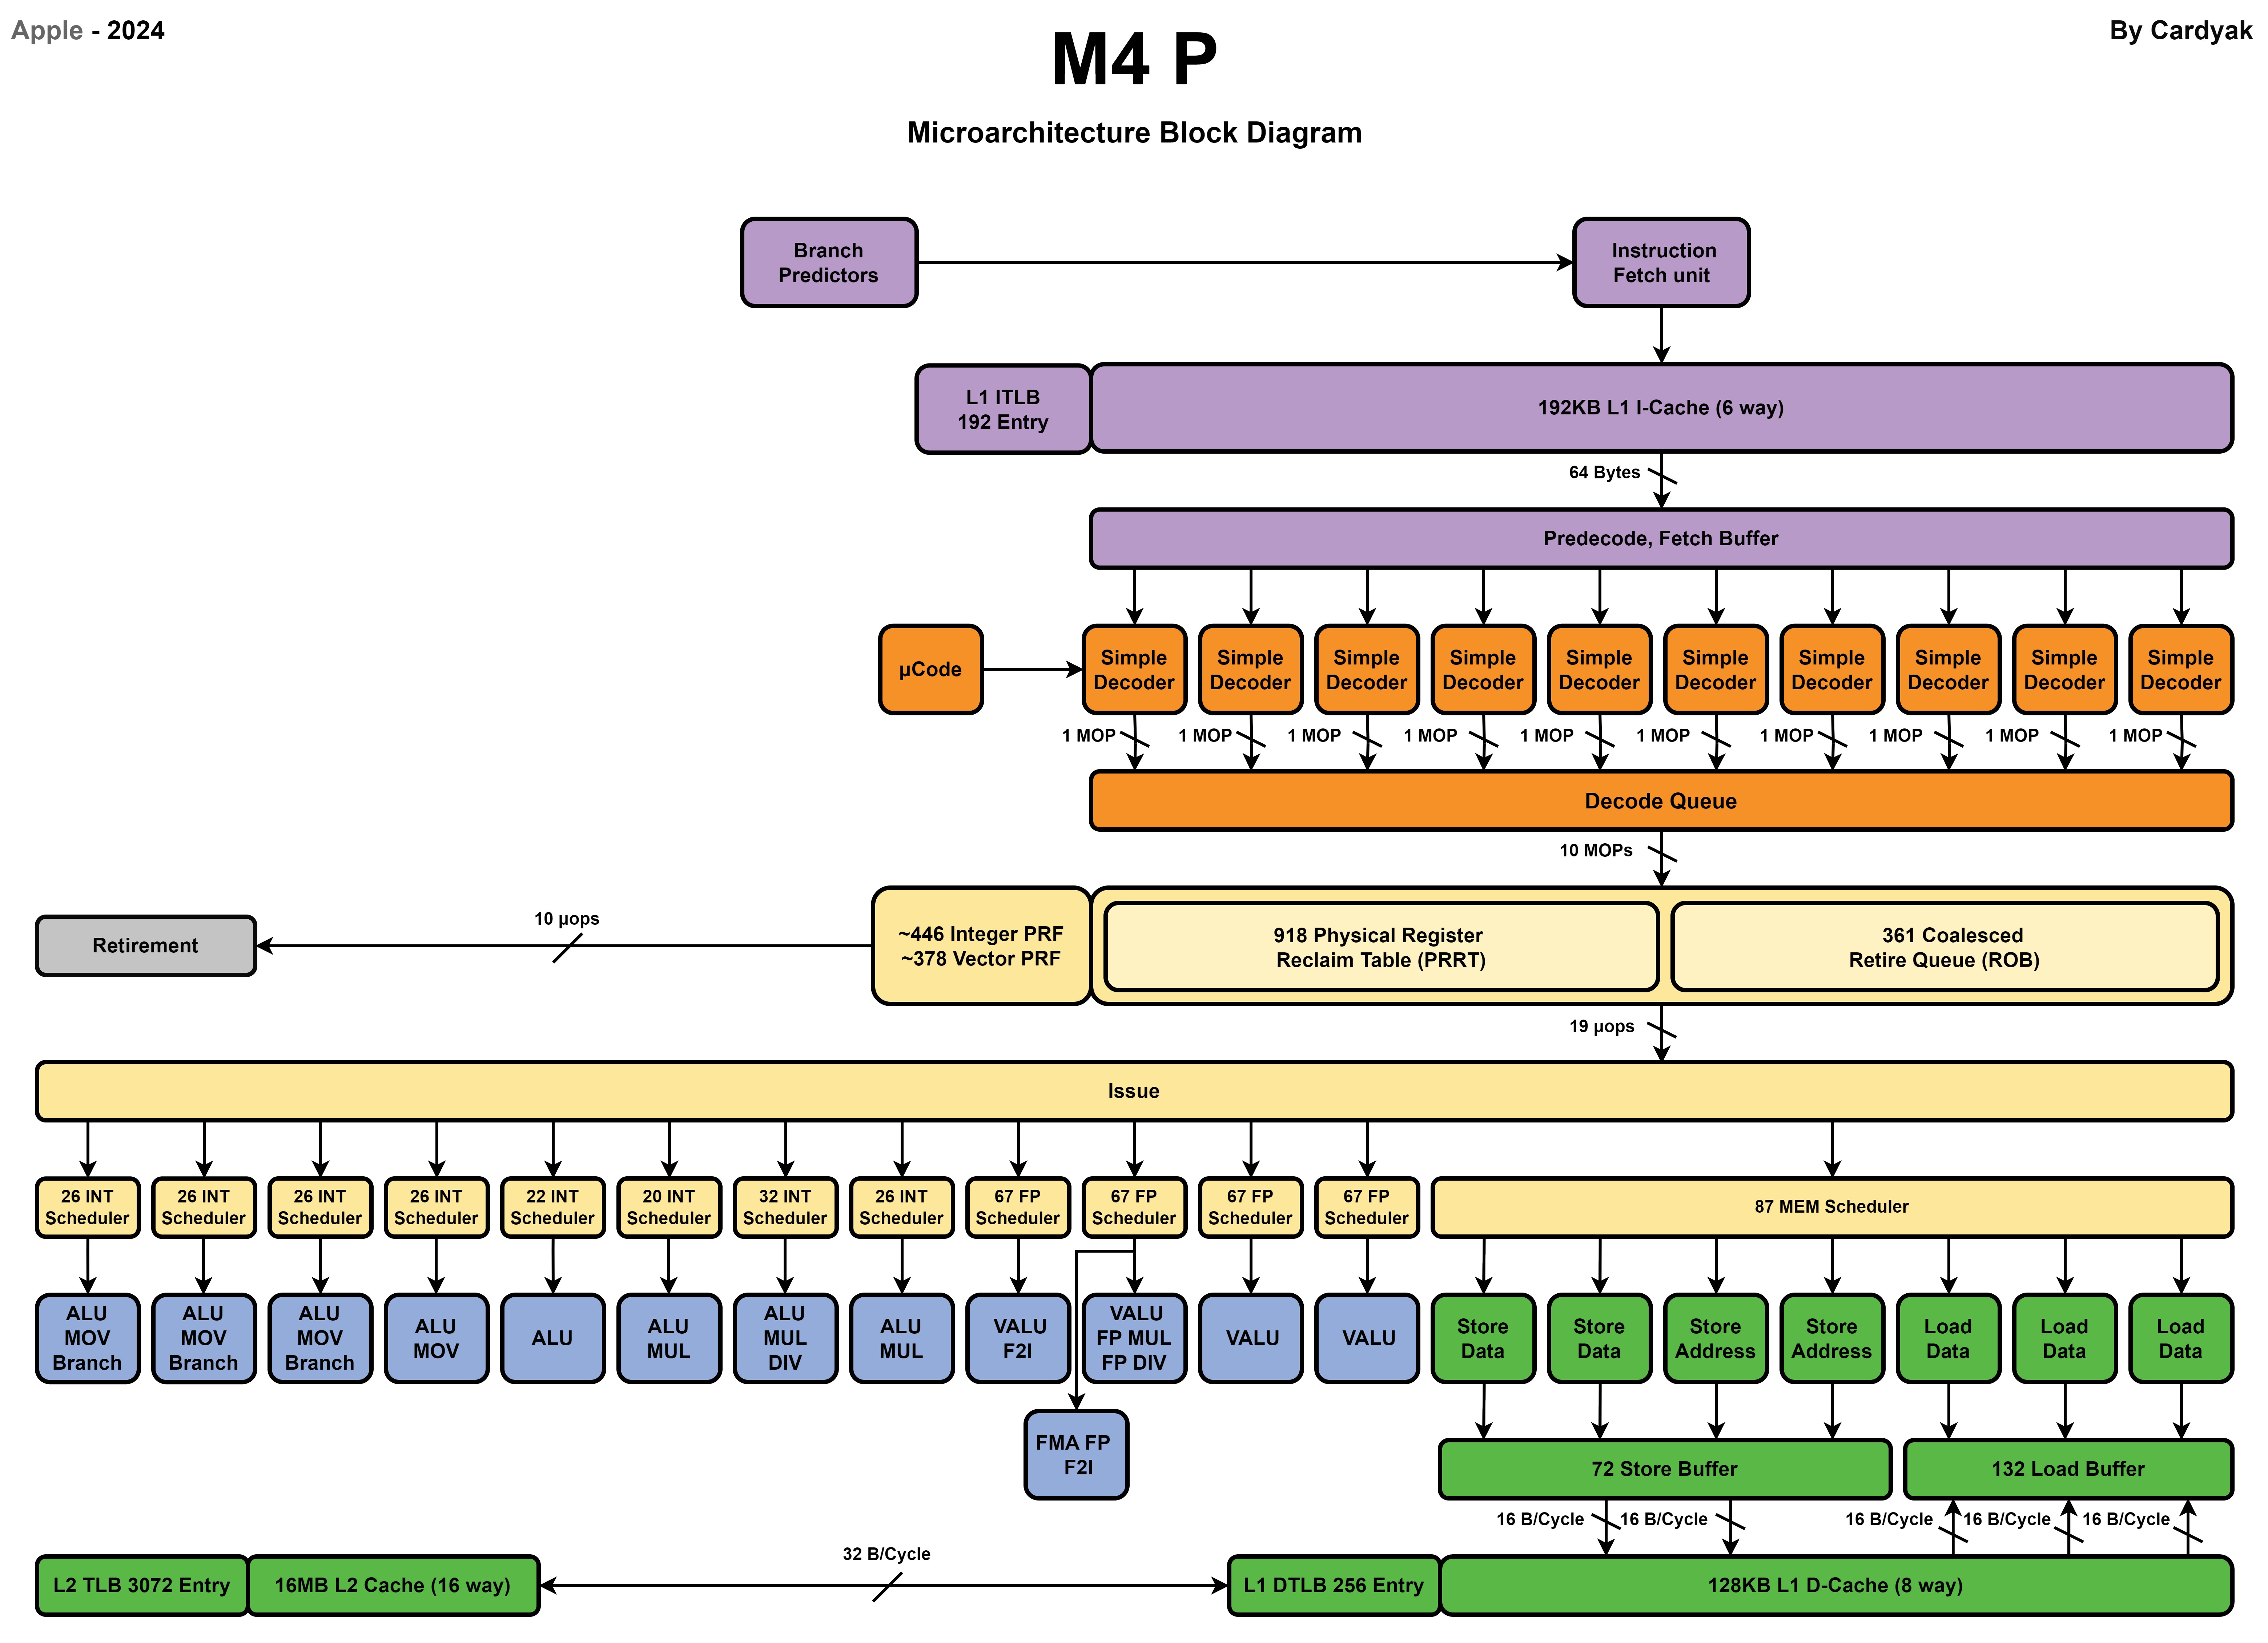 Apple - 2024
By Cardyak
M4 P
Microarchitecture Block Diagram
Branch
Predictors
Instruction
Fetch unit
L1 ITLB
192 Entry
192KB L1 I-Cache (6 way)
64 Bytes
Predecode, Fetch Buffer
µCode
Simple
Decoder
Simple
Decoder
Simple
Decoder
Simple
Decoder
Simple
Decoder
Simple
Decoder
Simple
Decoder
Simple
Decoder
Simple
Decoder
Simple
Decoder
1 MOP
1 MOP
1 MOP
1 MOP
1 MOP
1 MOP
1 MOP
1 MOP
1 MOP
1 MOP
Decode Queue
10 MOPs
Retirement
10 µops
~446 Integer PRF
~378 Vector PRF
918 Physical Register
Reclaim Table (PRRT)
361 Coalesced
Retire Queue (ROB)
19 µops
Issue
26 INT
Scheduler
26 INT
Scheduler
26 INT
Scheduler
26 INT
Scheduler
22 INT
Scheduler
20 INT
Scheduler
32 INT
Scheduler
26 INT
Scheduler
67 FP
Scheduler
67 FP
Scheduler
67 FP
Scheduler
67 FP
Scheduler
87 MEM Scheduler
ALU
MOV
Branch
ALU
MOV
Branch
ALU
MOV
Branch
ALU
MOV
ALU
ALU
MUL
ALU
MUL
DIV
ALU
MUL
VALU
F2I
VALU
FP MUL
FP DIV
VALU
VALU
Store
Data
Store
Data
Store
Address
Store
Address
Load
Data
Load
Data
Load
Data
FMA FP
F2I
72 Store Buffer
132 Load Buffer
16 B/Cycle
16 B/Cycle
16 B/Cycle
16 B/Cycle
16 B/Cycle
L2 TLB 3072 Entry
16MB L2 Cache (16 way)
32 B/Cycle
L1 DTLB 256 Entry
128KB L1 D-Cache (8 way)